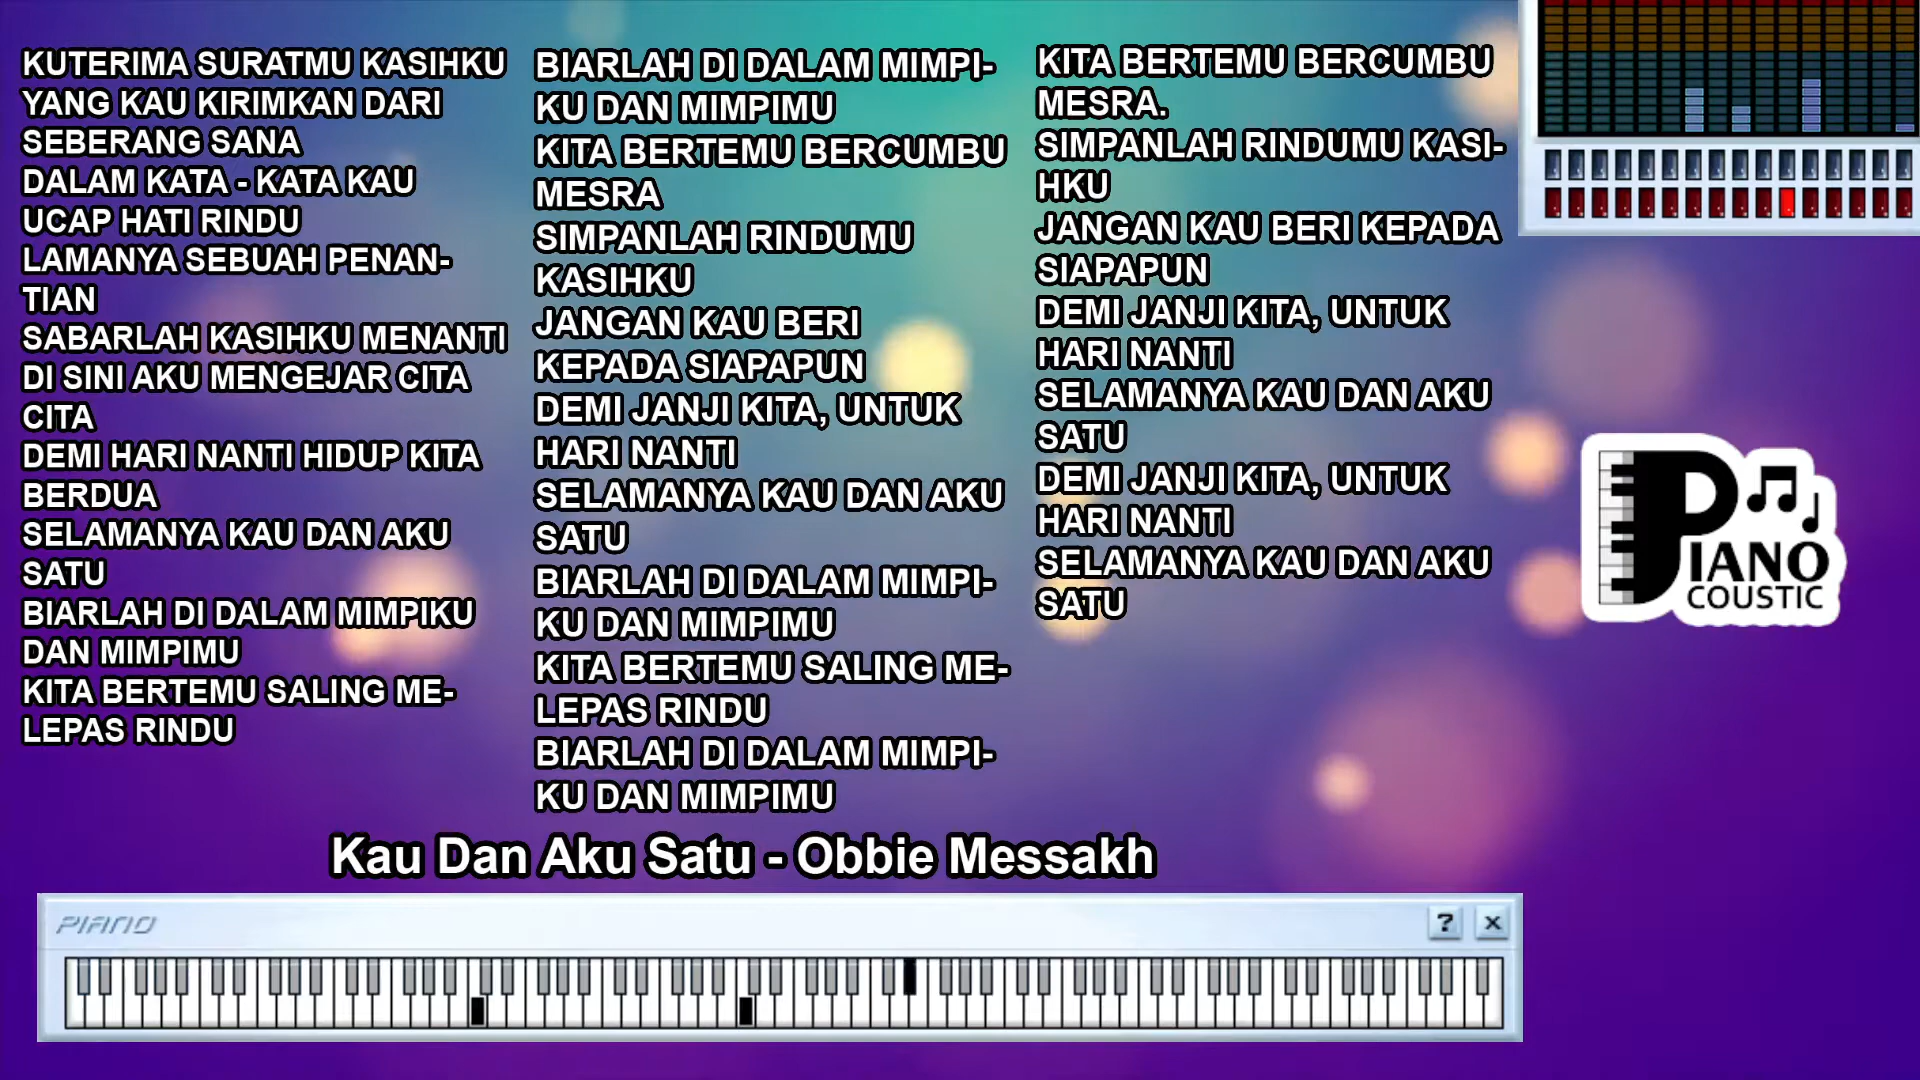 KUTERIMA SURATMU KASIHKU
YANG KAU KIRIMKAN DARI
SEBERANG SANA
DALAM KATA - KATA KAU
UCAP HATI RINDU
LAMANYA SEBUAH PENAN-
TIAN
SABARLAH KASIHKU MENANTI
DI SINI AKU MENGEJAR CITA
CITA
DEMI HARI NANTI HIDUP KITA
BERDUA
SELAMANYA KAU DAN AKU
SATU
BIARLAH DI DALAM MIMPIKU
DAN MIMPIMU
KITA BERTEMU SALING ME-
LEPAS RINDU
BIARLAH DI DALAM MIMPI-
KU DAN MIMPIMU
KITA BERTEMU BERCUMBU
MESRA
SIMPANLAH RINDUMU
KASIHKU
JANGAN KAU BERI
KEPADA SIAPAPUN
DEMI JANJI KITA, UNTUK
HARI NANTI
SELAMANYA KAU DAN AKU
SATU
BIARLAH DI DALAM MIMPI-
KU DAN MIMPIMU
KITA BERTEMU SALING ME-
LEPAS RINDU
BIARLAH DI DALAM MIMPI-
KU DAN MIMPIMU
KITA BERTEMU BERCUMBU
MESRA.
SIMPANLAH RINDUMU KASI-
HKU
JANGAN KAU BERI KEPADA
SIAPAPUN
DEMI JANJI KITA, UNTUK
HARI NANTI
SELAMANYA KAU DAN AKU
SATU
DEMI JANJI KITA, UNTUK
HARI NANTI
SELAMANYA KAU DAN AKU
SATU
PIANO
COUSTIC
Kau Dan Aku Satu - Obbie Messakh
PIANO
? X